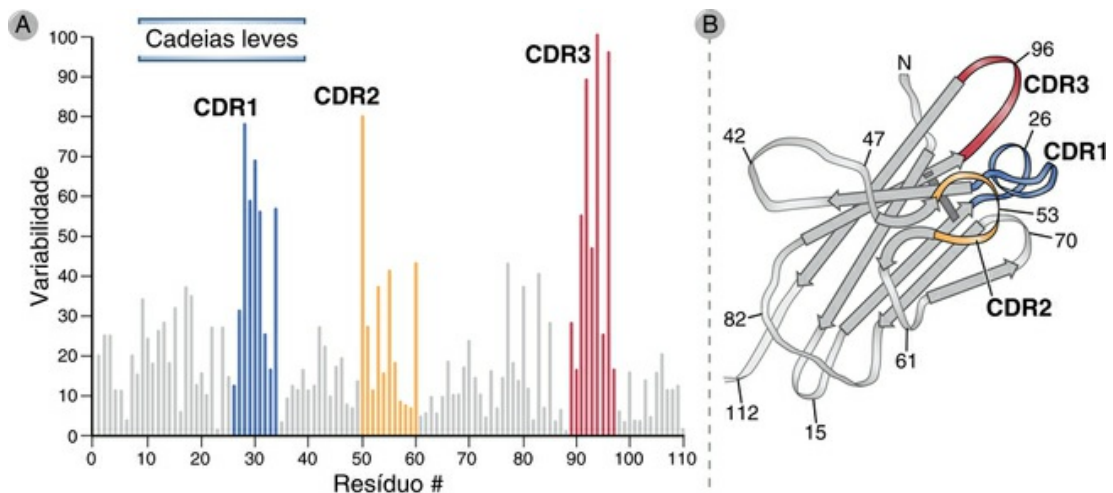 A
Cadeias leves
CDR1
CDR2
CDR3
Variabilidade
100
90
80
70
60
50
40
30
20
10
0
0 10 20 30 40 50 60 70 80 90 100 110
Resíduo #
B
N
96
CDR3
26
CDR1
42
47
53
70
CDR2
82
61
112
15